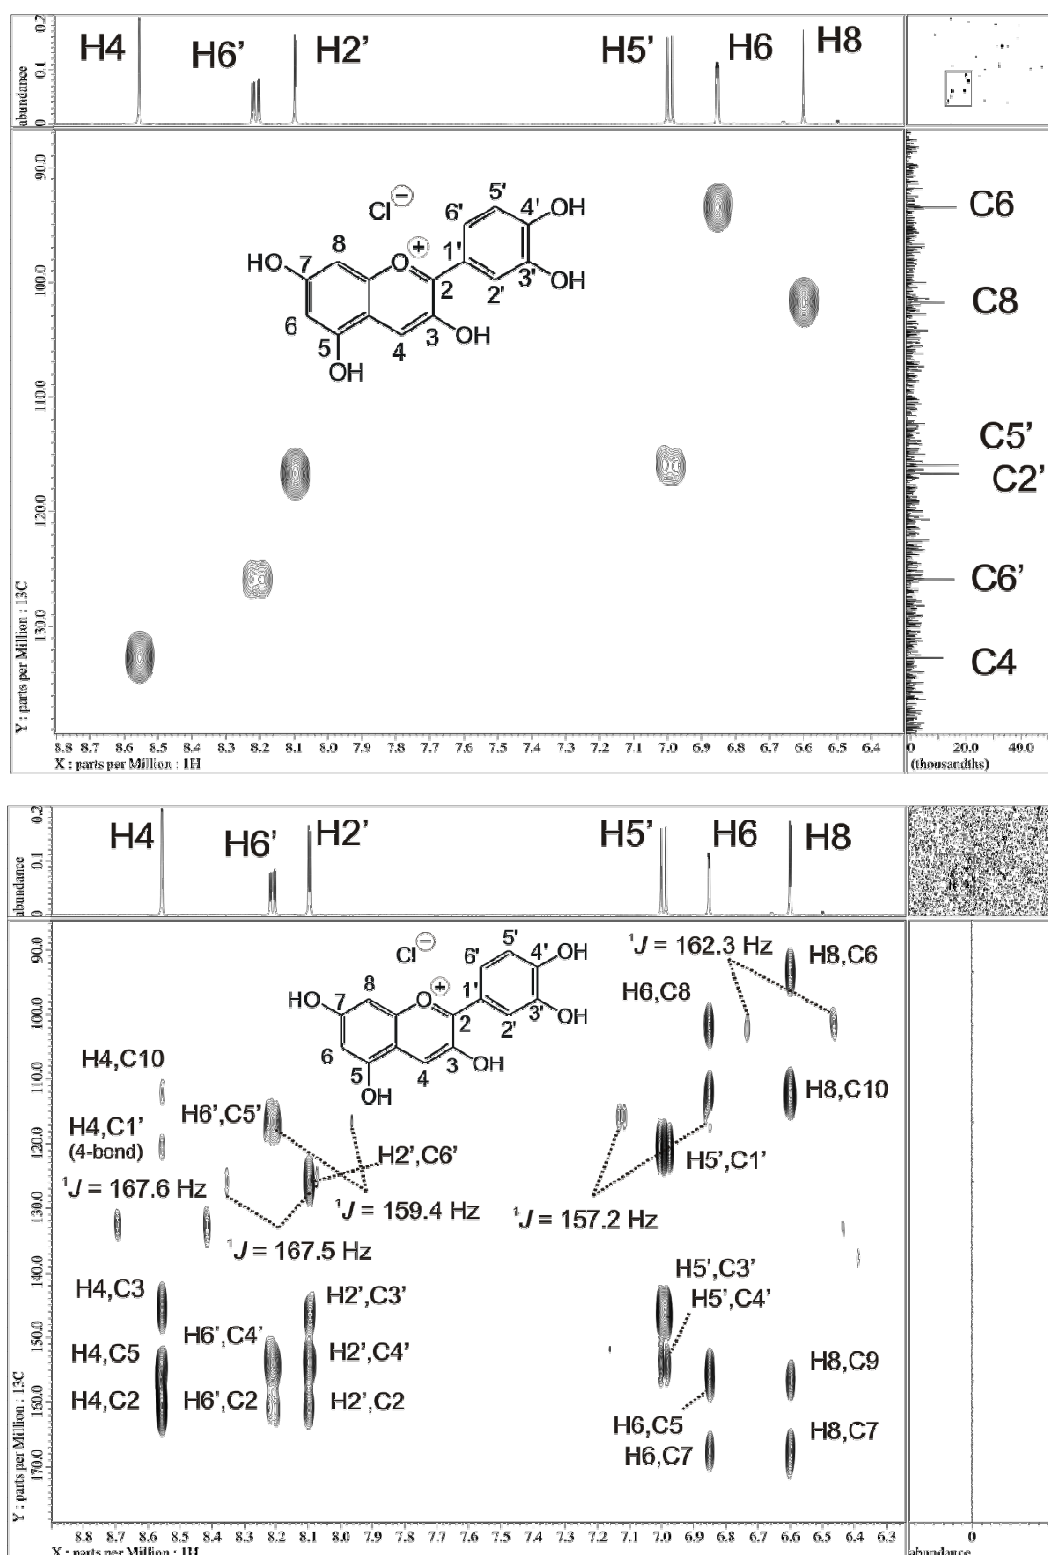 H4 H6’ H2’ H5’ H6 H8
abundance 0 0.1 0.2
Cl −
5'
6' 4' OH
8 + 1'
HO 7 O 3' OH
2 2'
6 3 OH
5 4
OH
C6
C8
C5’
C2’
C6’
C4
Y : parts per Million : 13C
90.0 100.0 110.0 120.0 130.0
8.8 8.7 8.6 8.5 8.4 8.3 8.2 8.1 8.0 7.9 7.8 7.7 7.6 7.5 7.4 7.3 7.2 7.1 7.0 6.9 6.8 6.7 6.6 6.5 6.4
X : parts per Million : 1H
0 20.0 40.0
(thousandths)
H4 H6’ H2’ H5’ H6 H8
abundance 0 0.1 0.2
Cl −
5'
6' 4' OH
8 + 1'
HO 7 O 3' OH
2 2'
6 3 OH
5 4
OH
1J = 162.3 Hz
H8,C6
H6,C8
H4,C10
H8,C10
H6’,C5’
H4,C1’
(4-bond)
H2’,C6’
H5’,C1’
1J = 167.6 Hz
1J = 159.4 Hz
1J = 157.2 Hz
1J = 167.5 Hz
H5’,C3’
H4,C3
H2’,C3’
H5’,C4’
H6’,C4’
H4,C5
H2’,C4’
H8,C9
H4,C2
H6’,C2
H2’,C2
H6,C5
H8,C7
H6,C7
Y : parts per Million : 13C
90.0 100.0 110.0 120.0 130.0 140.0 150.0 160.0 170.0
8.8 8.7 8.6 8.5 8.4 8.3 8.2 8.1 8.0 7.9 7.8 7.7 7.6 7.5 7.4 7.3 7.2 7.1 7.0 6.9 6.8 6.7 6.6 6.5 6.4 6.3
X : parts per Million : 1H
0
abundance